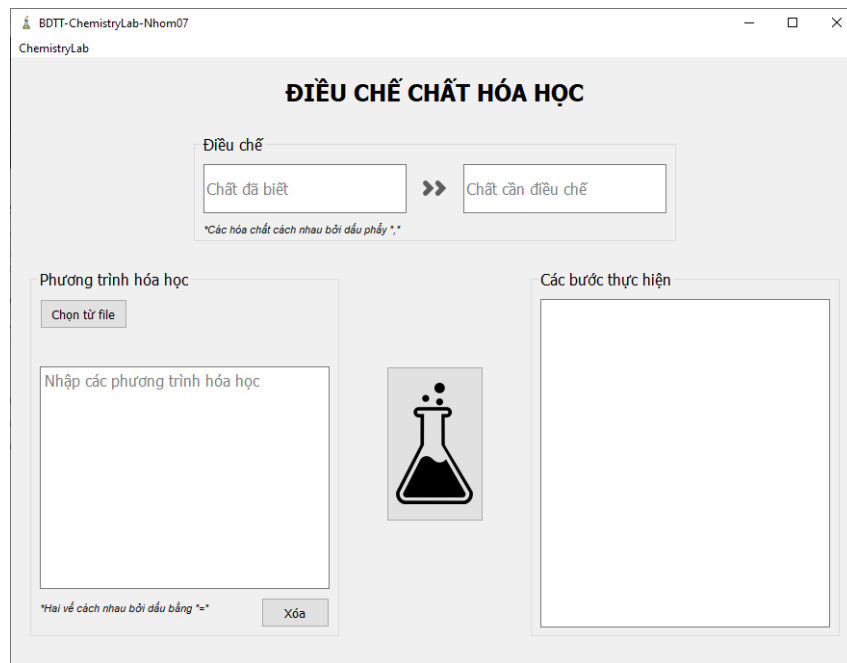 BDTT-ChemistryLab-Nhom07
ChemistryLab
ĐIỀU CHẾ CHẤT HÓA HỌC
Điều chế
Chất đã biết
Chất cần điều chế
*Các hóa chất cách nhau bởi dấu phẩy ","
Phương trình hóa học
Chọn từ file
Nhập các phương trình hóa học
*Hai vế cách nhau bởi dấu bằng "="
Xóa
Các bước thực hiện